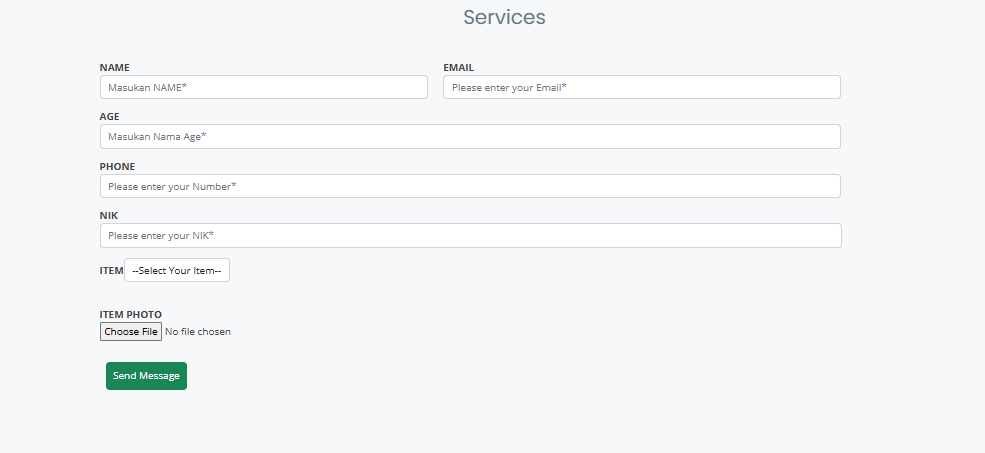 Services
NAME
EMAIL
Masukan NAME*
Please enter your Email*
AGE
Masukan Nama Age*
PHONE
Please enter your Number*
NIK
Please enter your NIK*
ITEM --Select Your Item--
ITEM PHOTO
Choose File No file chosen
Send Message